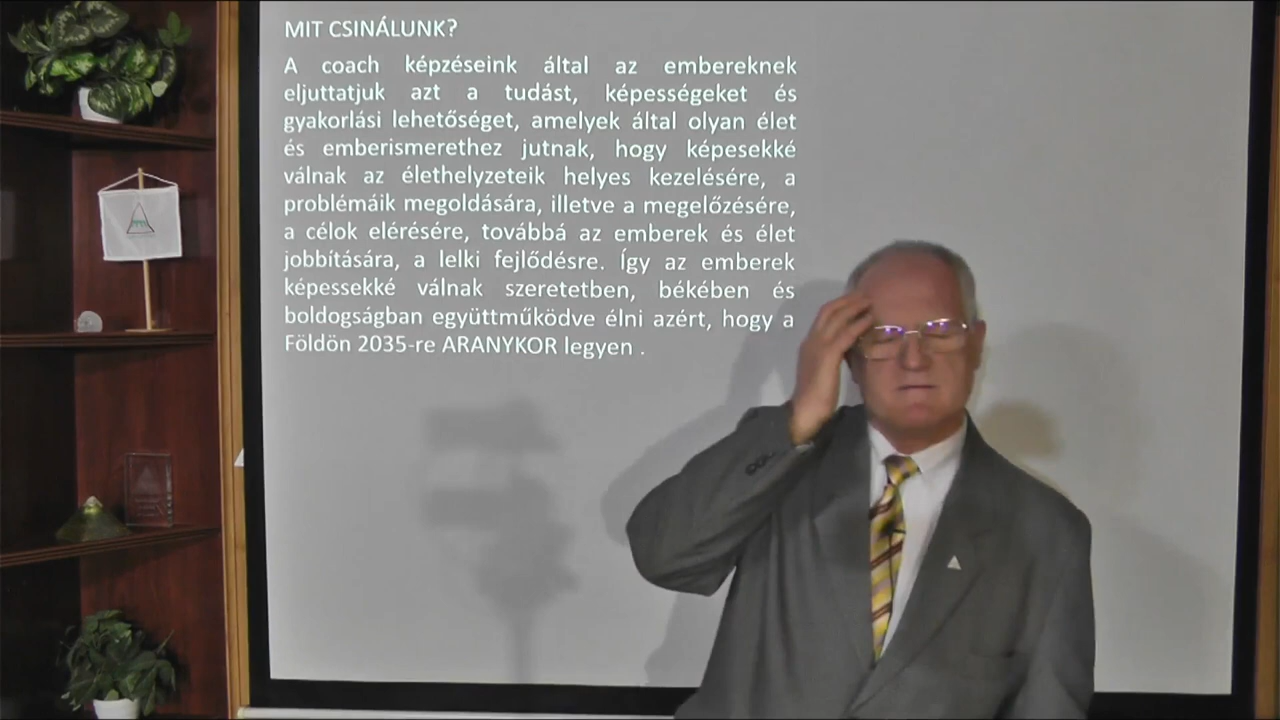 MIT CSINÁLUNK?
A coach képzéseink által az embereknek
eljuttatjuk azt a tudást, képességeket és
gyakorlási lehetőséget, amelyek által olyan élet
és emberismerethez jutnak, hogy képesekké
válnak az élethelyzeteik helyes kezelésére, a
problémáik megoldására, illetve a megelőzésére,
a célok elérésére, továbbá az emberek és élet
jobbítására, a lelki fejlődésre. Így az emberek
képessekké válnak szeretetben, békében és
boldogságban együttműködve élni azért, hogy a
Földön 2035-re ARANYKOR legyen .